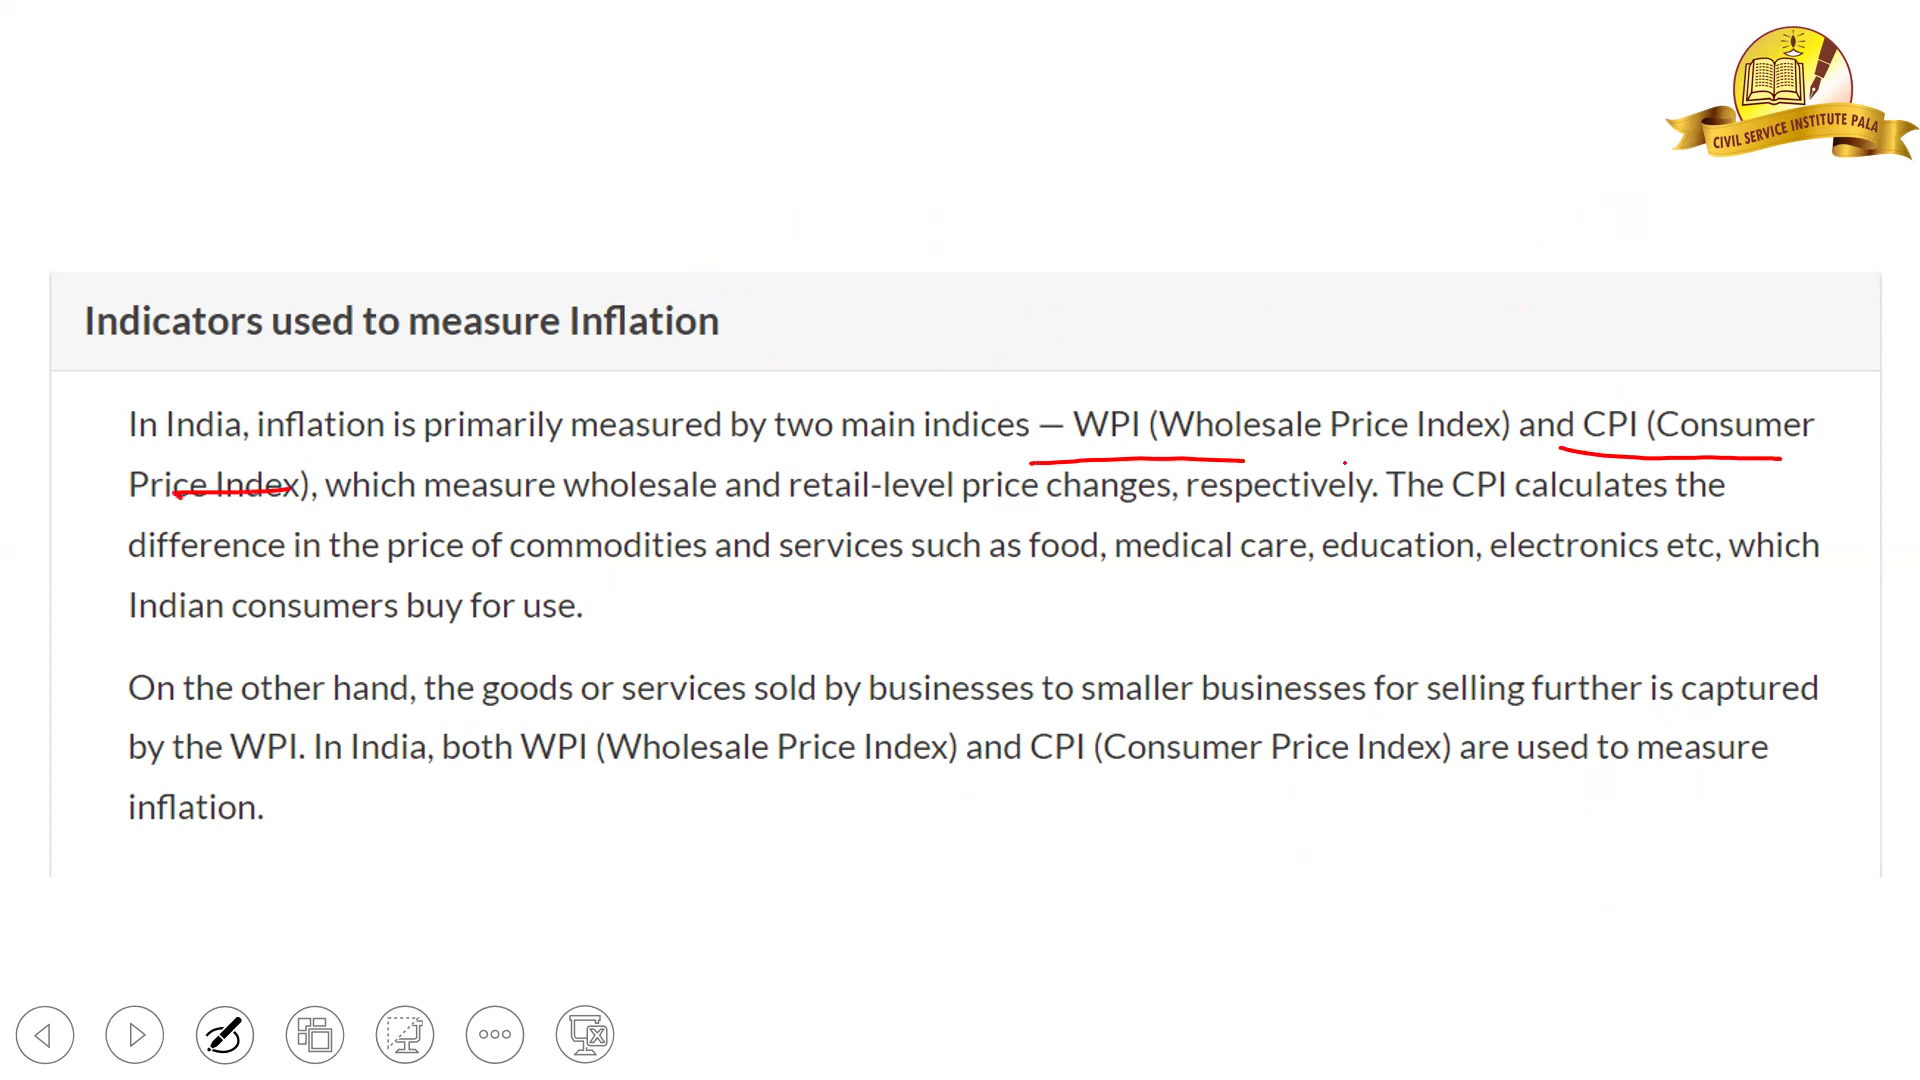 CIVIL SERVICE INSTITUTE PALA
Indicators used to measure Inflation
In India, inflation is primarily measured by two main indices — WPI (Wholesale Price Index) and CPI (Consumer
Price Index), which measure wholesale and retail-level price changes, respectively. The CPI calculates the
difference in the price of commodities and services such as food, medical care, education, electronics etc, which
Indian consumers buy for use.
On the other hand, the goods or services sold by businesses to smaller businesses for selling further is captured
by the WPI. In India, both WPI (Wholesale Price Index) and CPI (Consumer Price Index) are used to measure
inflation.